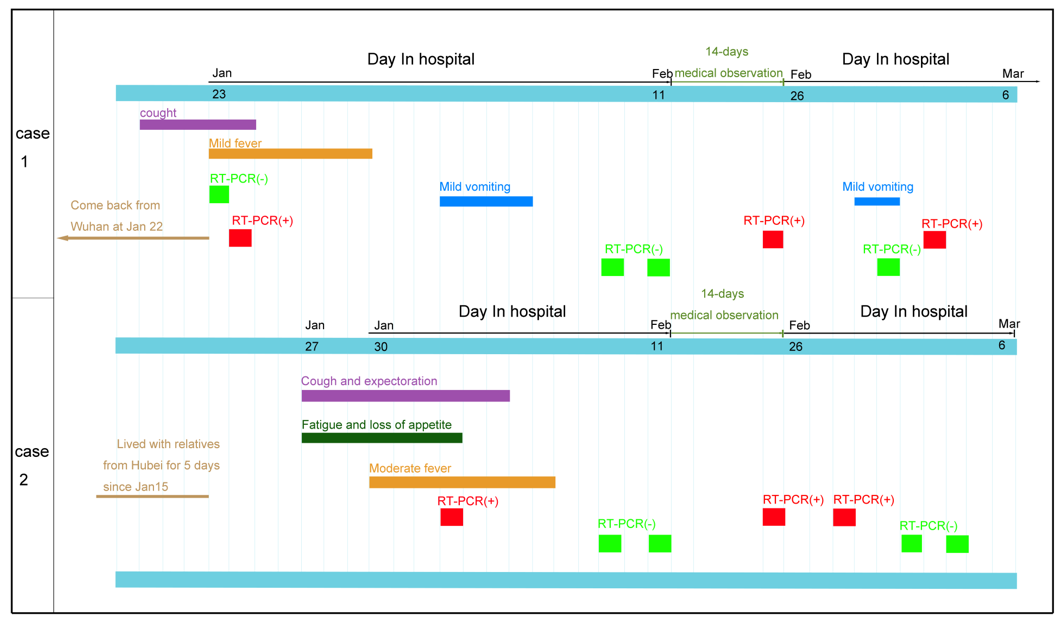 14-days
Day In hospital
Day In hospital
Jan
Feb
medical observation
Feb
Mar
23
11
26
6
cought
case
1
Mild fever
RT-PCR(-)
Mild vomiting
Mild vomiting
Come back from
Wuhan at Jan 22
RT-PCR(+)
RT-PCR(+)
RT-PCR(+)
RT-PCR(-)
RT-PCR(-)
14-days
Day In hospital
medical observation
Day In hospital
Jan
Jan
Feb
Feb
Mar
27
30
11
26
6
Cough and expectoration
Fatigue and loss of appetite
case
2
Lived with relatives
from Hubei for 5 days
since Jan15
Moderate fever
RT-PCR(+)
RT-PCR(+)
RT-PCR(+)
RT-PCR(-)
RT-PCR(-)